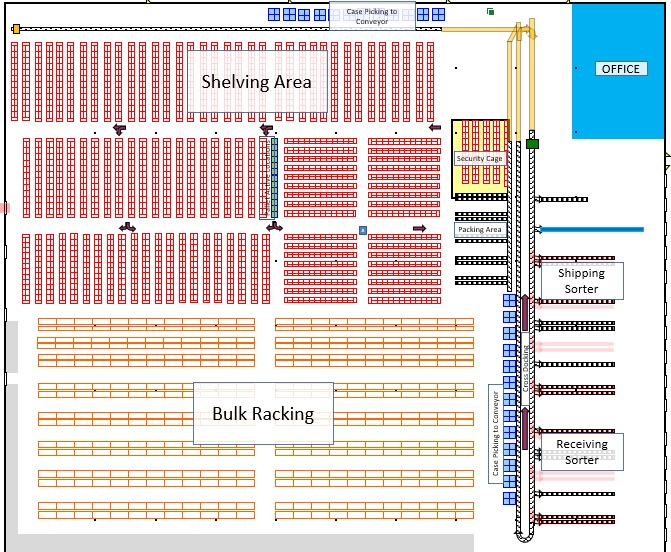 Case Picking to
Conveyor
Shelving Area
OFFICE
Security Cage
Packing Area
Shipping
Sorter
Cross Docking
Bulk Racking
Case Picking to Conveyor
Receiving
Sorter